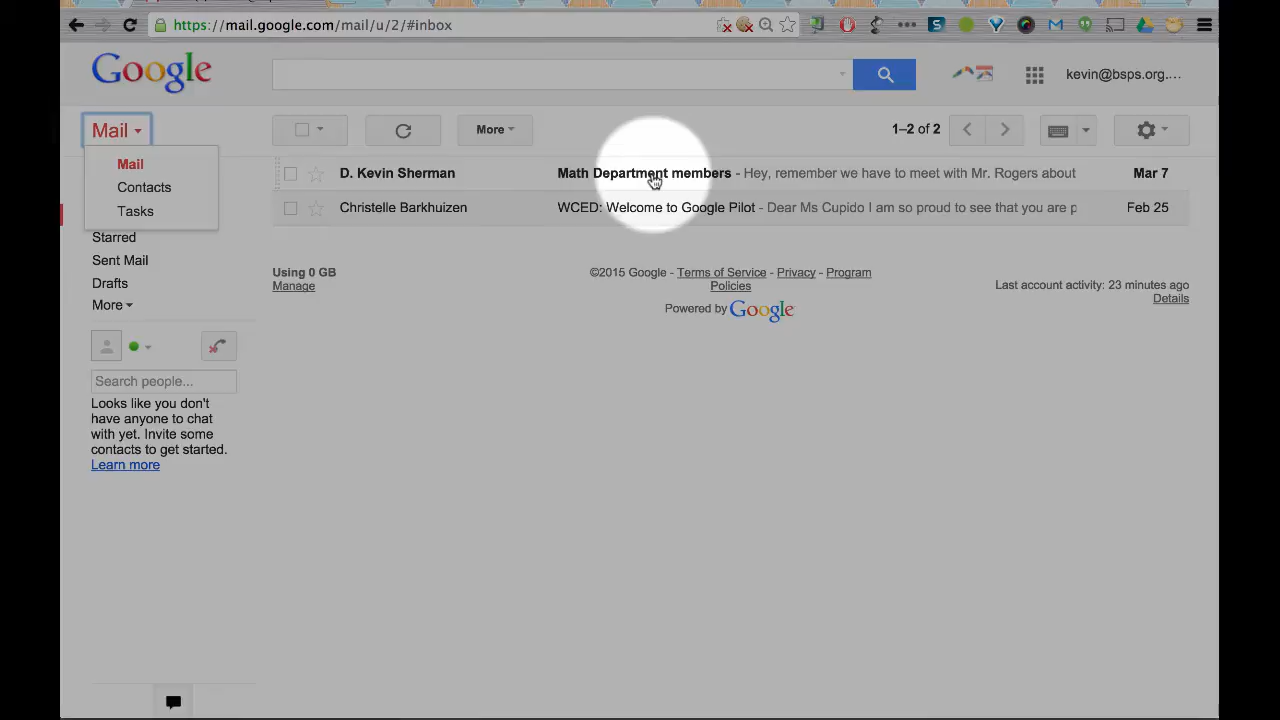 https://mail.google.com/mail/u/2/#inbox
Google
kevin@bsps.org....
Mail
More
1–2 of 2
Mail
Contacts
Tasks
D. Kevin Sherman Math Department members - Hey, remember we have to meet with Mr. Rogers about Mar 7
Christelle Barkhuizen WCED: Welcome to Google Pilot - Dear Ms Cupido I am so proud to see that you are p Feb 25
Starred
Sent Mail
Drafts
More
Using 0 GB
Manage
©2015 Google - Terms of Service - Privacy - Program
Policies
Powered by Google
Last account activity: 23 minutes ago
Details
Search people...
Looks like you don't
have anyone to chat
with yet. Invite some
contacts to get started.
Learn more